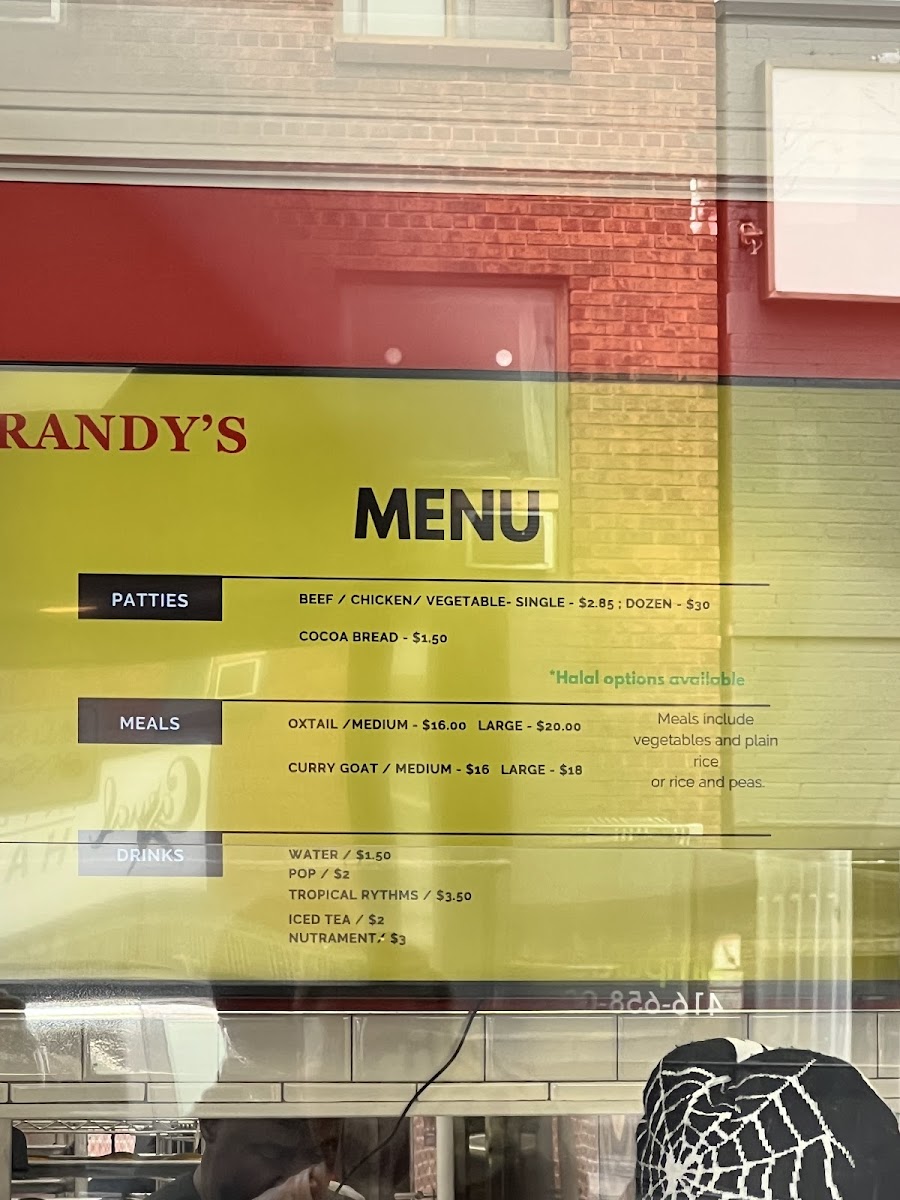 RANDY'S
MENU
PATTIES
BEEF / CHICKEN/ VEGETABLE- SINGLE - $2.85 ; DOZEN - $30
COCOA BREAD - $1.50
*Halal options available
MEALS
OXTAIL /MEDIUM - $16.00 LARGE - $20.00
CURRY GOAT / MEDIUM - $16 LARGE - $18
Meals include
vegetables and plain
rice
or rice and peas.
DRINKS
WATER / $1.50
POP / $2
TROPICAL RYTHMS / $3.50
ICED TEA / $2
NUTRAMENT/ $3
416-658-